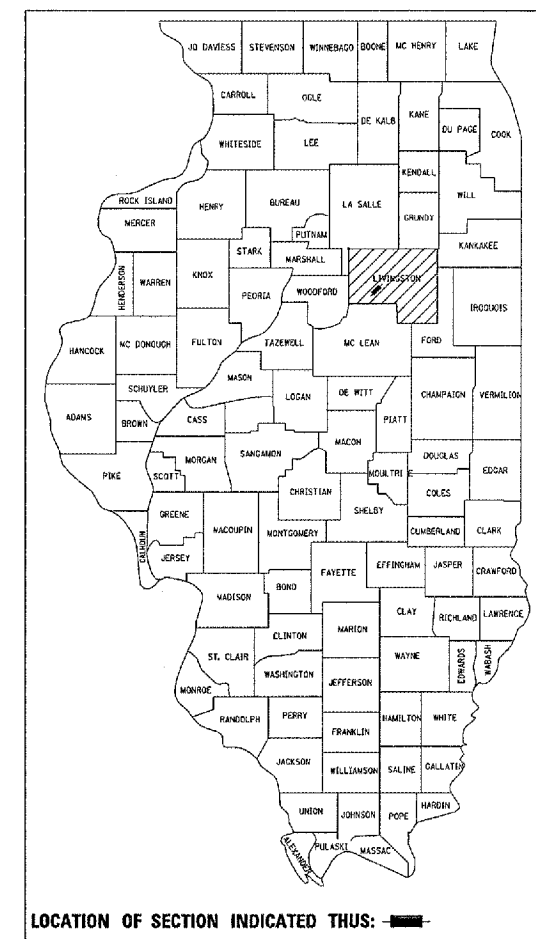 JO DAVIESS STEVENSON WINNEBAGO BOONE MC HENRY LAKE
CARROLL OGLE KANE
DE KALB DU PAGE COOK
WHITESIDE LEE
KENDALL WILL
ROCK ISLAND HENRY BUREAU LA SALLE
MERCER PUTNAM GRUNDY
STARK KANKAKEE
HENDERSON WARREN KNOX MARSHALL LIVINGSTON
PEORIA WOODFORD IROQUOIS
HANCOCK MC DONOUGH FULTON TAZEWELL MC LEAN FORD
MASON
SCHUYLER LOGAN DE WITT CHAMPAIGN VERMILION
ADAMS BROWN CASS PIATT
MACON
MORGAN SANGAMON DOUGLAS EDGAR
PIKE SCOTT MOULTRIE
CHRISTIAN COLES
GREENE SHELBY
CALHOUN MACOUPIN MONTGOMERY CUMBERLAND CLARK
JERSEY
FAYETTE EFFINGHAM JASPER CRAWFORD
MADISON BOND
CLAY RICHLAND LAWRENCE
CLINTON MARION
ST. CLAIR WAYNE EDWARDS WABASH
WASHINGTON JEFFERSON
MONROE
RANDOLPH PERRY HAMILTON WHITE
FRANKLIN
JACKSON
WILLIAMSON SALINE GALLATIN
UNION JOHNSON POPE HARDIN
ALEXANDER PULASKI MASSAC
LOCATION OF SECTION INDICATED THUS: